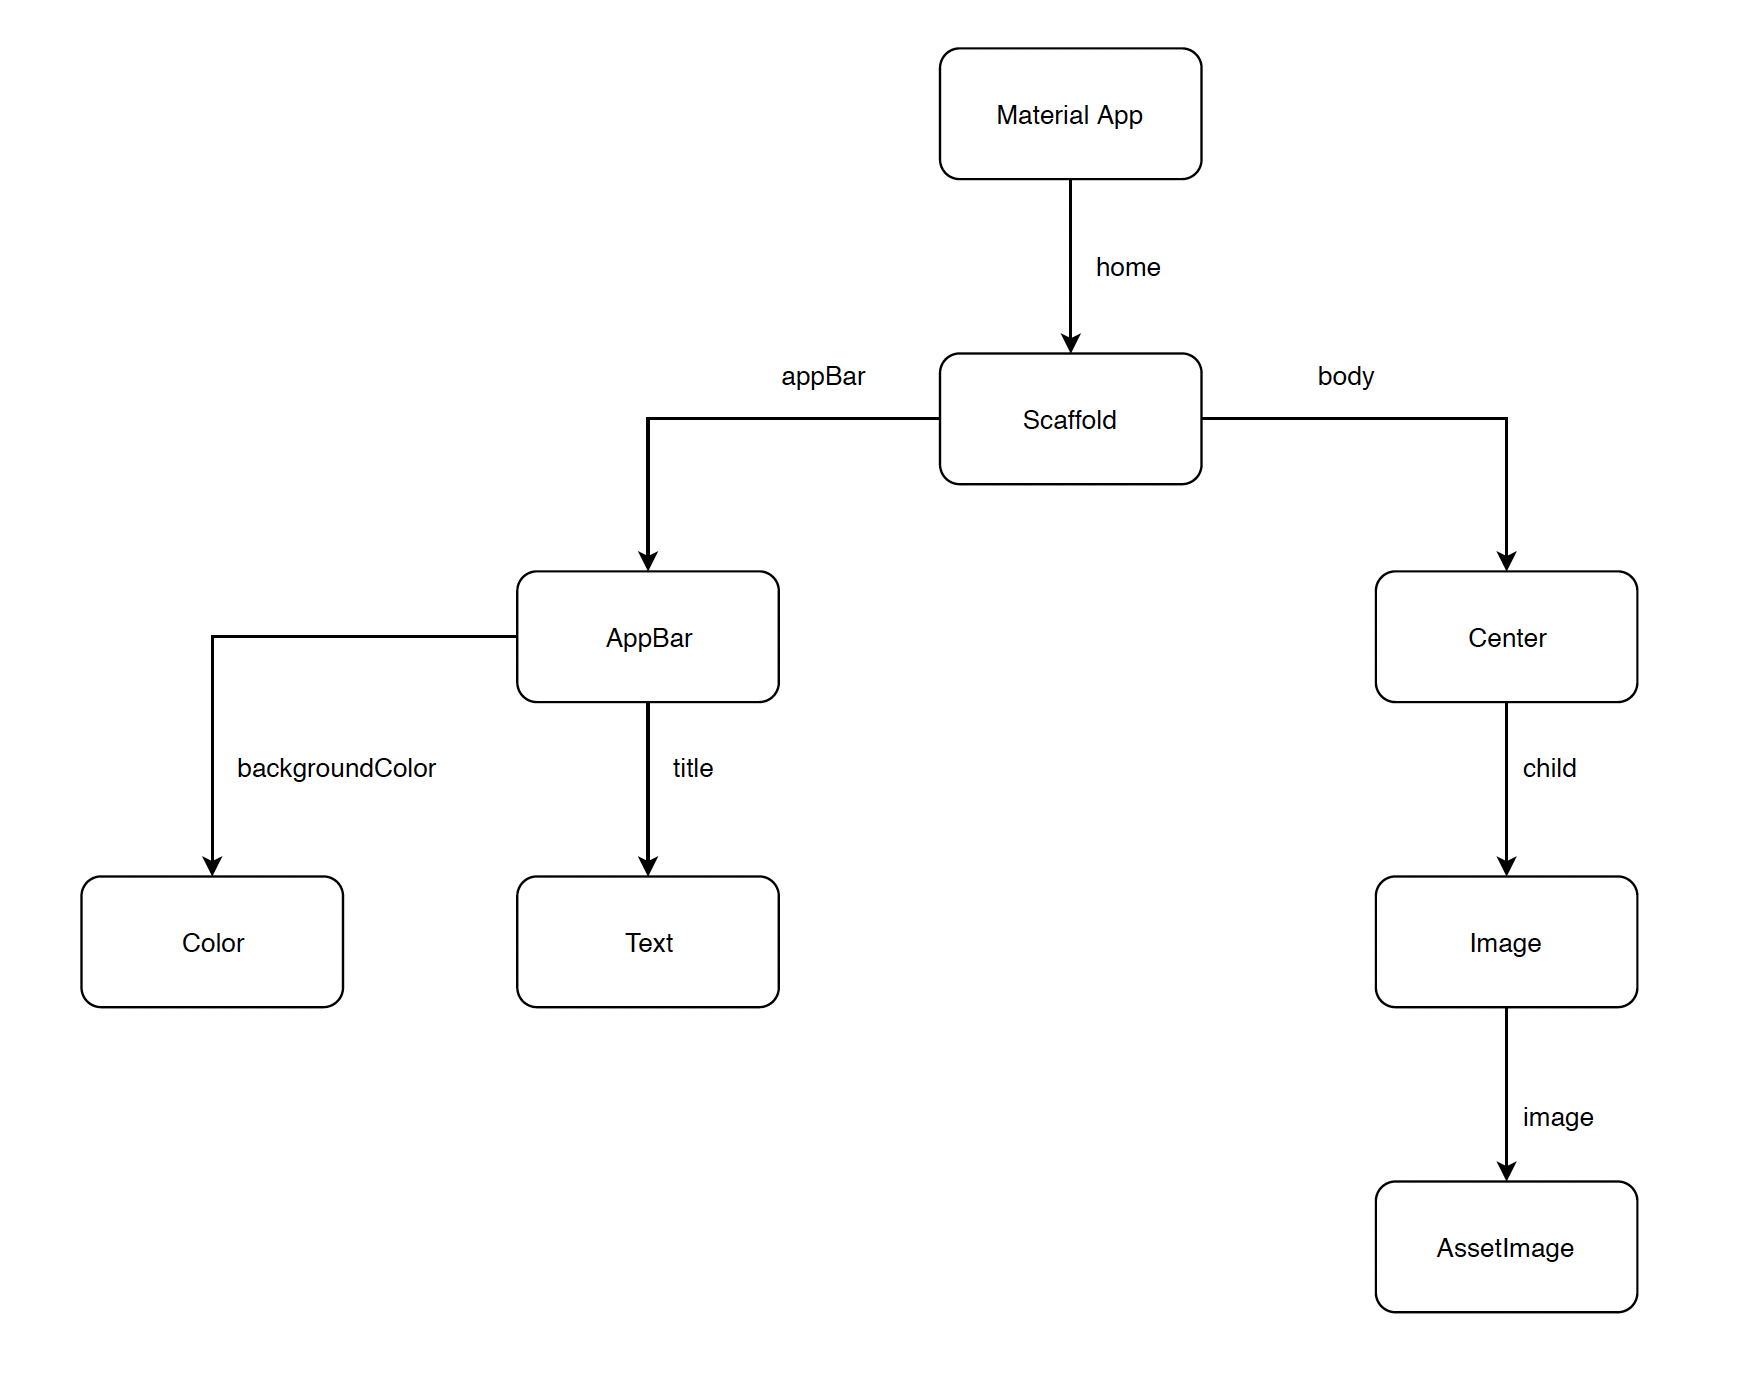 Material App
home
appBar
body
Scaffold
AppBar
Center
backgroundColor
title
child
Color
Text
Image
image
AssetImage